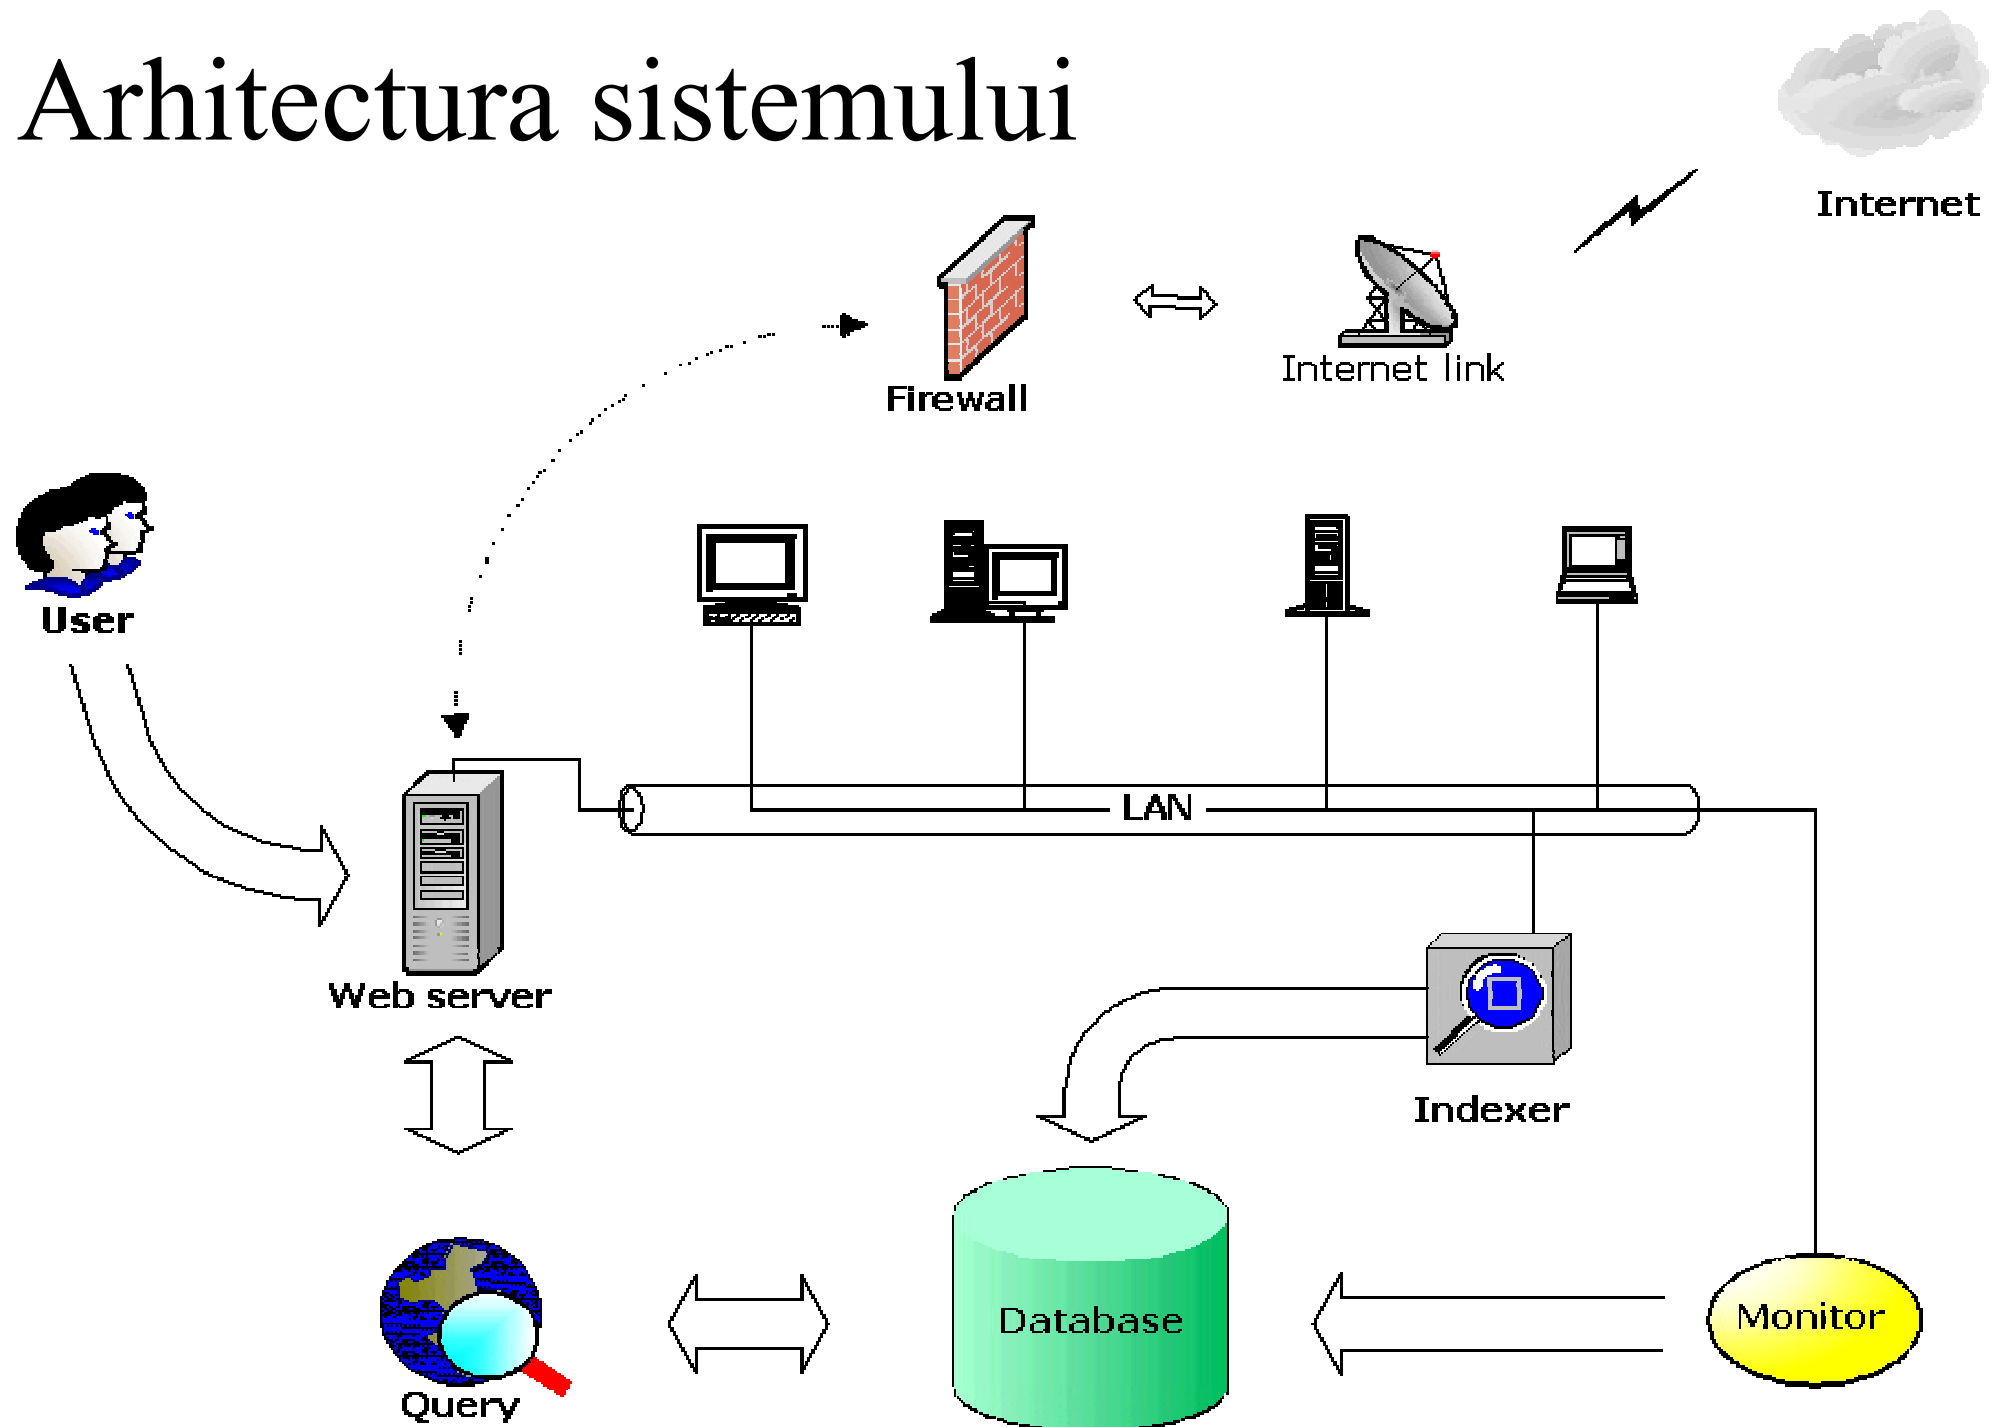 Arhitectura sistemului
Internet
Internet link
Firewall
User
LAN
Web server
Indexer
Database
Monitor
Query